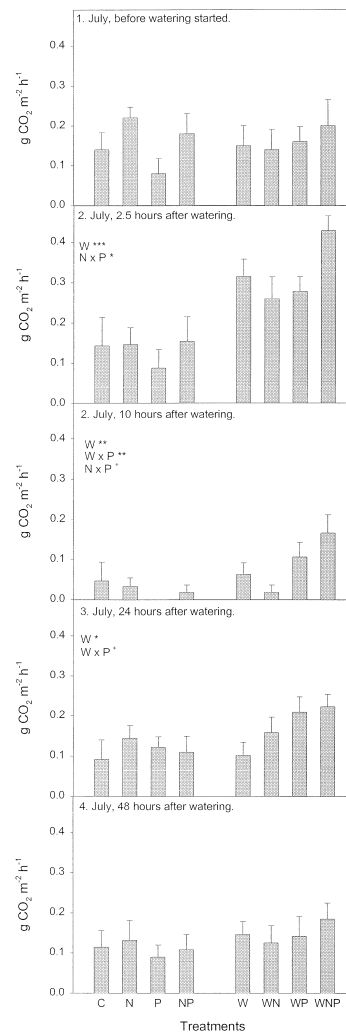 1. July, before watering started.
g CO2 m-2 h-1
0.4
0.3
0.2
0.1
0.0
2. July, 2.5 hours after watering.
W ***
N x P *
g CO2 m-2 h-1
0.4
0.3
0.2
0.1
0.0
2. July, 10 hours after watering.
W **
W x P **
N x P +
g CO2 m-2 h-1
0.4
0.3
0.2
0.1
0.0
3. July, 24 hours after watering.
W *
W x P +
g CO2 m-2 h-1
0.4
0.3
0.2
0.1
0.0
4. July, 48 hours after watering.
g CO2 m-2 h-1
0.4
0.3
0.2
0.1
0.0
C N P NP W WN WP WNP
Treatments